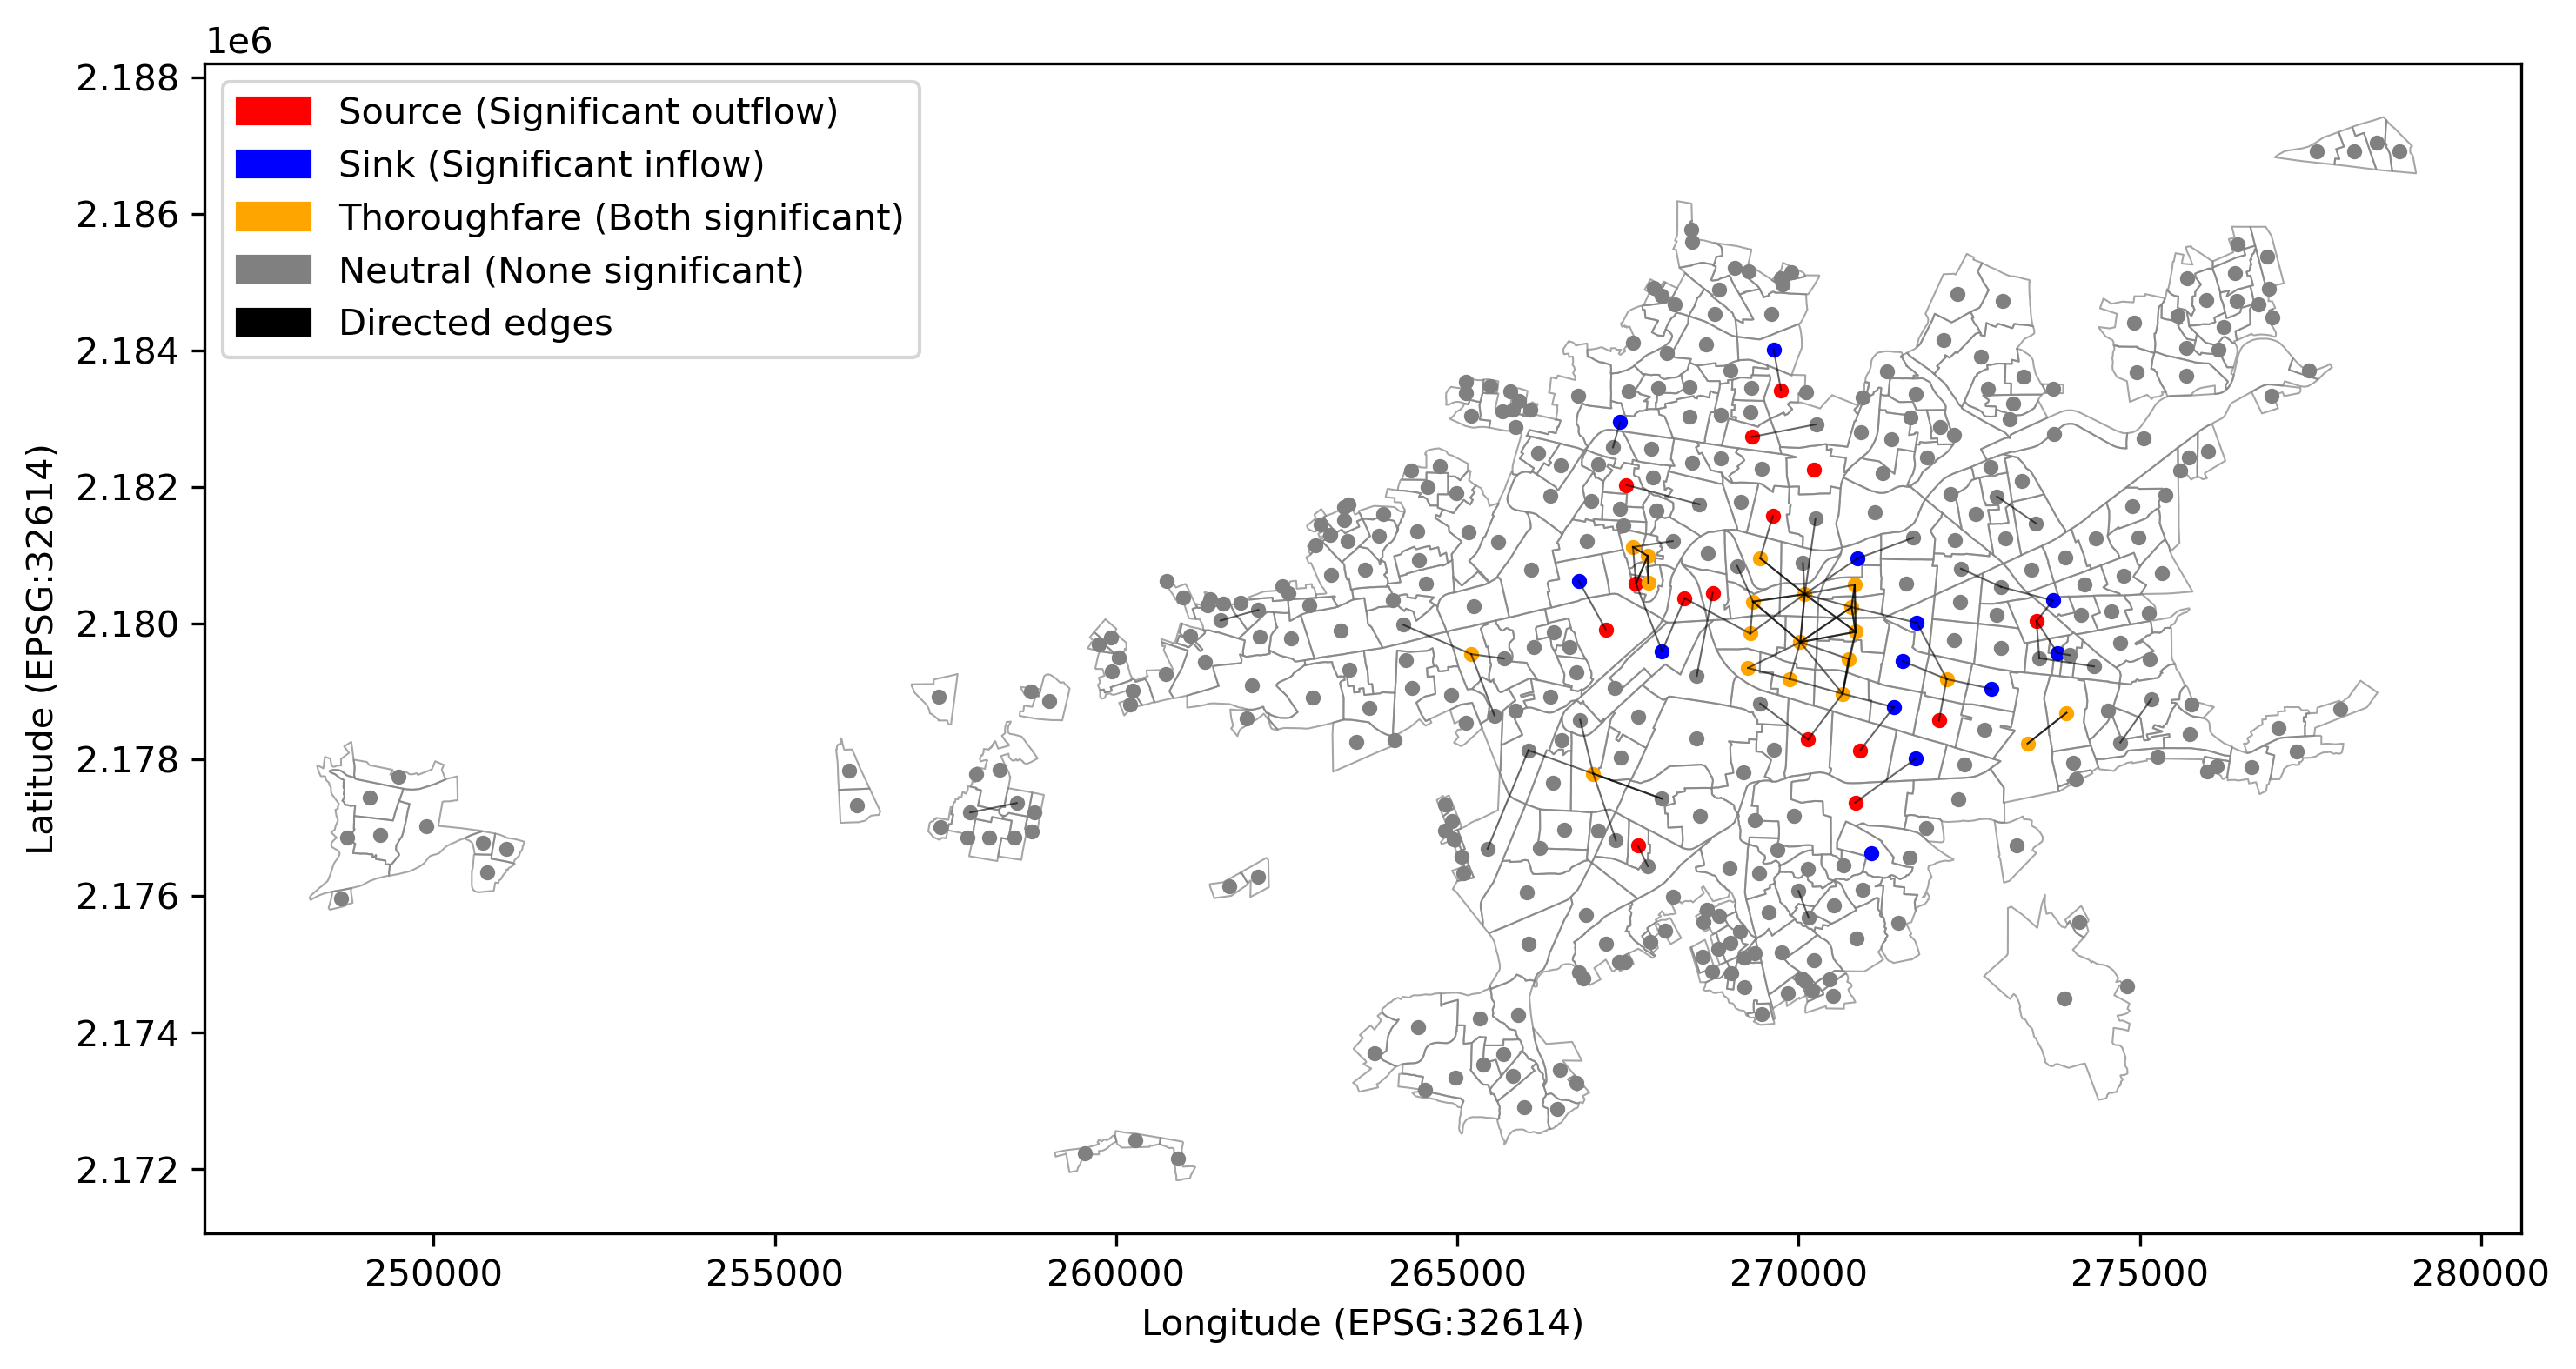 1e6
2.188
2.186
2.184
2.182
2.180
2.178
2.176
2.174
2.172
Latitude (EPSG:32614)
Source (Significant outflow)
Sink (Significant inflow)
Thoroughfare (Both significant)
Neutral (None significant)
Directed edges
250000 255000 260000 265000 270000 275000 280000
Longitude (EPSG:32614)